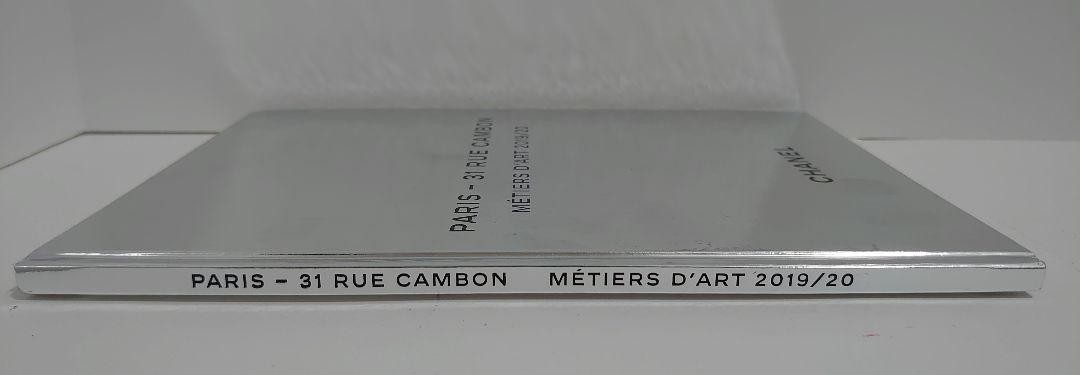 PARIS – 31 RUE CAMBON
MÉTIERS D'ART 2019/20
CHANEL
PARIS – 31 RUE CAMBON MÉTIERS D'ART 2019/20